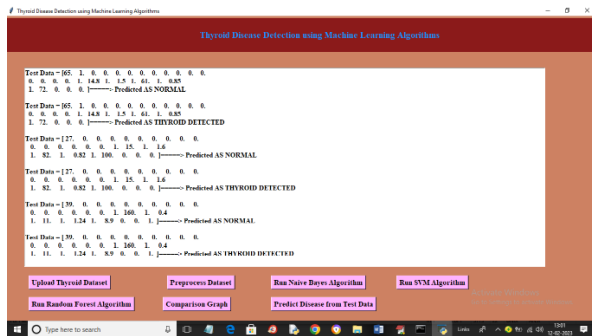 Thyroid Disease Detection using Machine Learning Algorithms
Thyroid Disease Detection using Machine Learning Algorithms
Test Data = [65. 1. 0. 0. 0. 0. 0. 0. 0. 0. 0. 0.
0. 0. 0. 0. 1. 14.8 1. 1.5 1. 61. 1. 0.85
1. 72. 0. 0. 0. ]-----> Predicted AS NORMAL
Test Data = [65. 1. 0. 0. 0. 0. 0. 0. 0. 0. 0. 0.
0. 0. 0. 0. 1. 14.8 1. 1.5 1. 61. 1. 0.85
1. 72. 0. 0. 0. ]-----> Predicted AS THYROID DETECTED
Test Data = [ 27. 0. 0. 0. 0. 0. 0. 0. 0. 0.
0. 0. 0. 0. 0. 0. 1. 15. 1. 1.6
1. 82. 1. 0.82 1. 100. 0. 0. 0. ]-----> Predicted AS NORMAL
Test Data = [ 27. 0. 0. 0. 0. 0. 0. 0. 0. 0.
0. 0. 0. 0. 0. 0. 1. 15. 1. 1.6
1. 82. 1. 0.82 1. 100. 0. 0. 0. ]-----> Predicted AS THYROID DETECTED
Test Data = [ 39. 0. 0. 0. 0. 0. 0. 0. 0. 0.
0. 0. 0. 0. 0. 0. 1. 160. 1. 0.4
1. 11. 1. 1.24 1. 8.9 0. 0. 1. ]-----> Predicted AS NORMAL
Test Data = [ 39. 0. 0. 0. 0. 0. 0. 0. 0. 0.
0. 0. 0. 0. 0. 0. 1. 160. 1. 0.4
1. 11. 1. 1.24 1. 8.9 0. 0. 1. ]-----> Predicted AS THYROID DETECTED
Upload Thyroid Dataset Preprocess Dataset Run Naive Bayes Algorithm Run SVM Algorithm
Run Random Forest Algorithm Comparison Graph Predict Disease from Test Data
Type here to search Links 13:01
12-02-2023